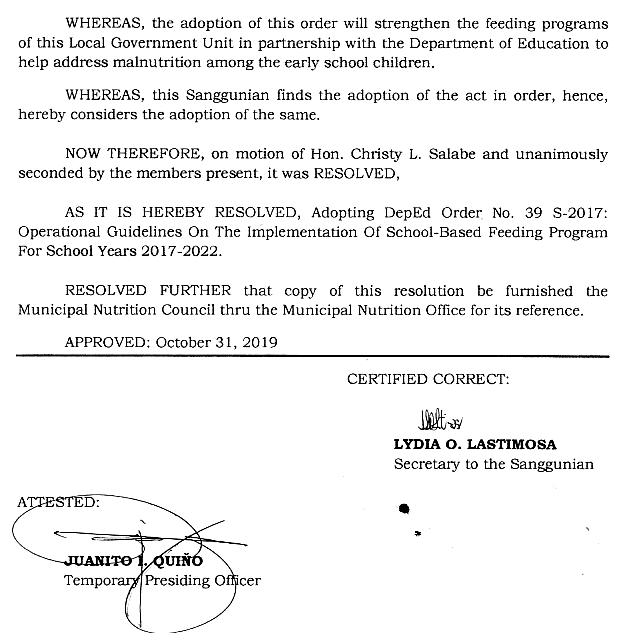 WHEREAS, the adoption of this order will strengthen the feeding programs
of this Local Government Unit in partnership with the Department of Education to
help address malnutrition among the early school children.
WHEREAS, this Sanggunian finds the adoption of the act in order, hence,
hereby considers the adoption of the same.
NOW THEREFORE, on motion of Hon. Christy L. Salabe and unanimously
seconded by the members present, it was RESOLVED,
AS IT IS HEREBY RESOLVED, Adopting DepEd Order No. 39 S-2017:
Operational Guidelines On The Implementation Of School-Based Feeding Program
For School Years 2017-2022.
RESOLVED FURTHER that copy of this resolution be furnished the
Municipal Nutrition Council thru the Municipal Nutrition Office for its reference.
APPROVED: October 31, 2019
CERTIFIED CORRECT:
LYDIA O. LASTIMOSA
Secretary to the Sanggunian
ATTESTED:
JUANITO I. QUIÑO
Temporary Presiding Officer